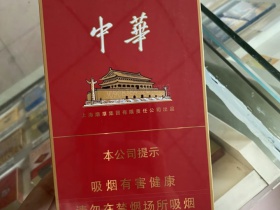 中華
本公司提示
吸烟有害健康
请勿在禁烟场所吸烟